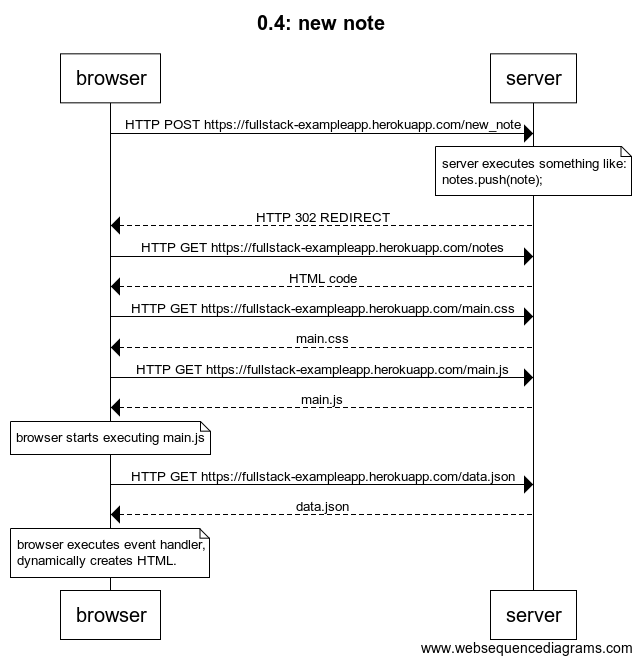 0.4: new note
browser
server
HTTP POST https://fullstack-exampleapp.herokuapp.com/new_note
server executes something like:
notes.push(note);
HTTP 302 REDIRECT
HTTP GET https://fullstack-exampleapp.herokuapp.com/notes
HTML code
HTTP GET https://fullstack-exampleapp.herokuapp.com/main.css
main.css
HTTP GET https://fullstack-exampleapp.herokuapp.com/main.js
main.js
browser starts executing main.js
HTTP GET https://fullstack-exampleapp.herokuapp.com/data.json
data.json
browser executes event handler,
dynamically creates HTML.
browser
server
www.websequencediagrams.com